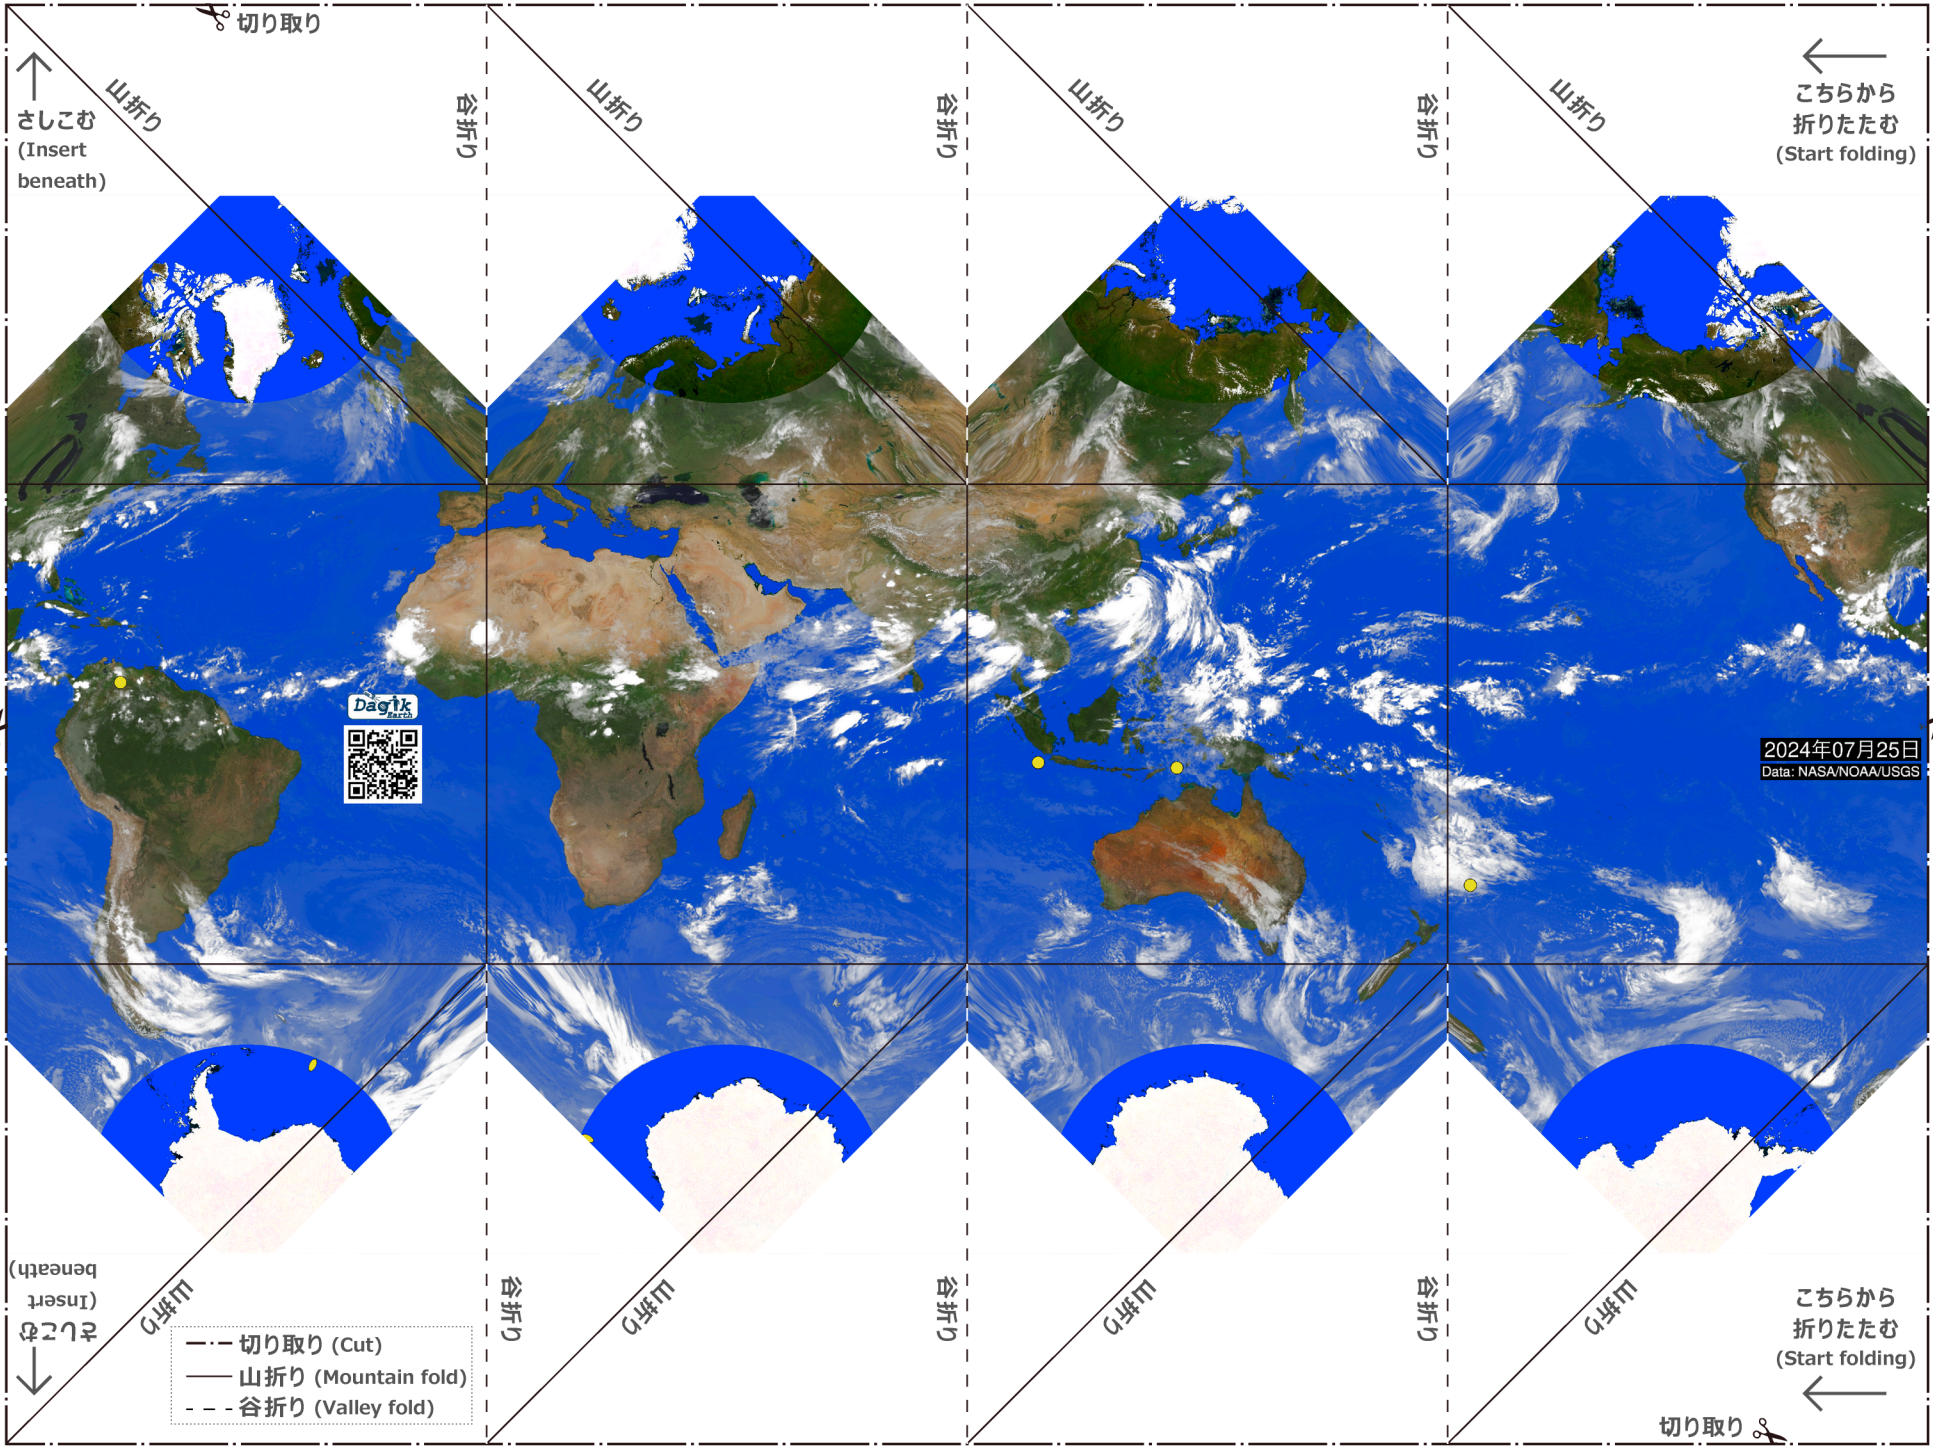 切り取り
さしこむ
(Insert
beneath)
山折り
谷折り
山折り
谷折り
山折り
谷折り
山折り
こちらから
折りたたむ
(Start folding)
Dagik
Earth
2024年07月25日
Data: NASA/NOAA/USGS
さしこむ
(Insert
beneath)
山折り
谷折り
山折り
谷折り
山折り
谷折り
山折り
こちらから
折りたたむ
(Start folding)
切り取り (Cut)
山折り (Mountain fold)
谷折り (Valley fold)
切り取り